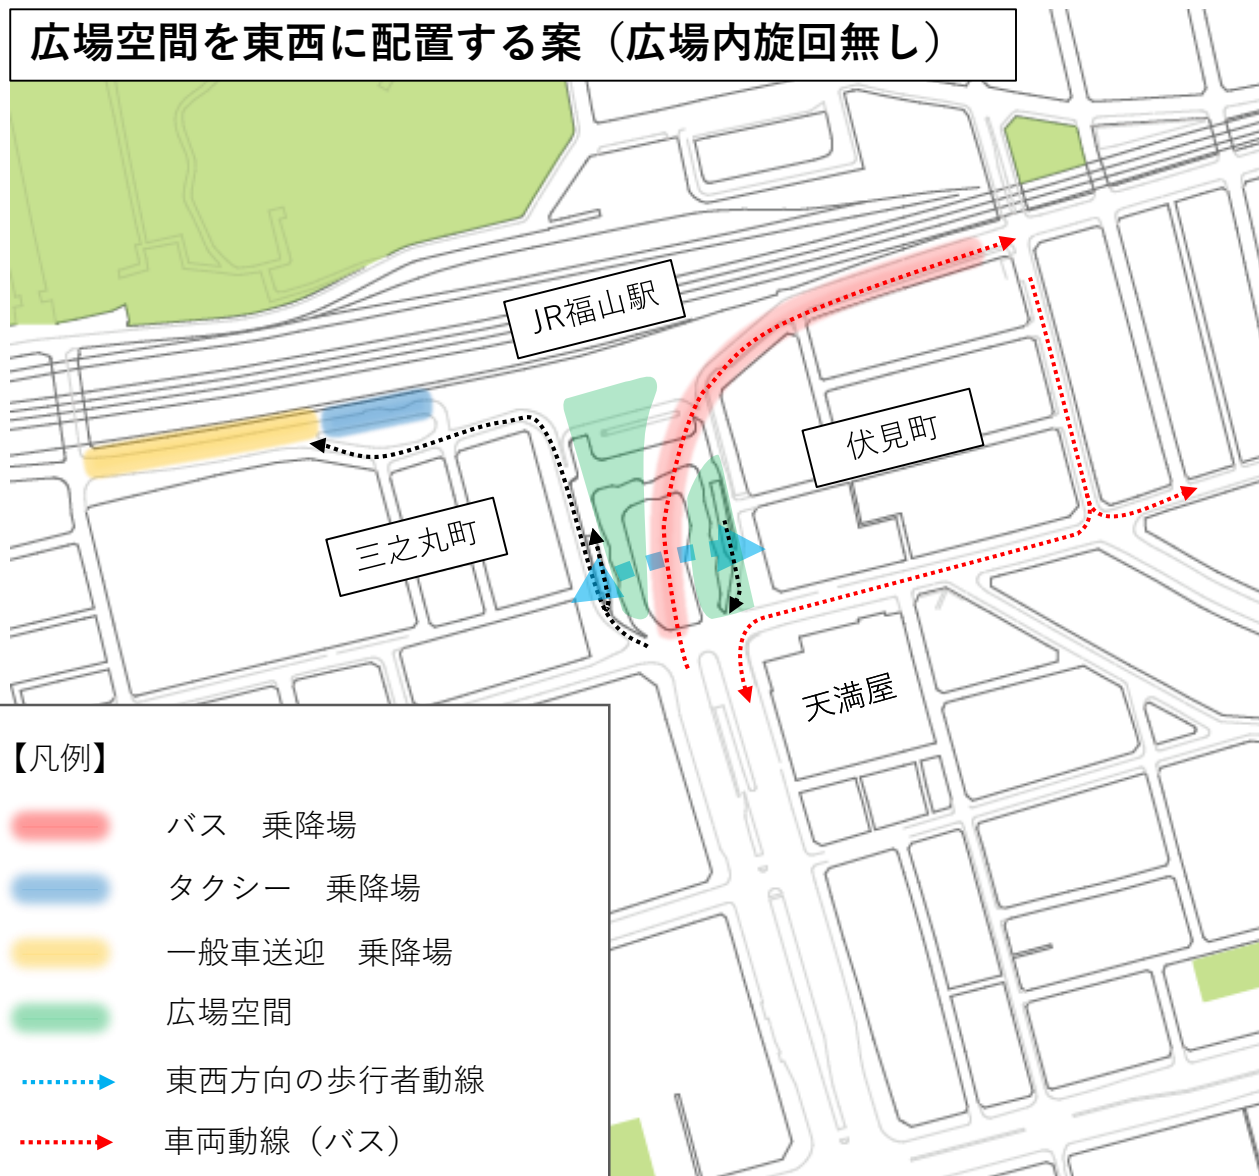 広場空間を東西に配置する案（広場内旋回無し）
JR福山駅
伏見町
三之丸町
天満屋
【凡例】
バス　乗降場
タクシー　乗降場
一般車送迎　乗降場
広場空間
東西方向の歩行者動線
車両動線（バス）